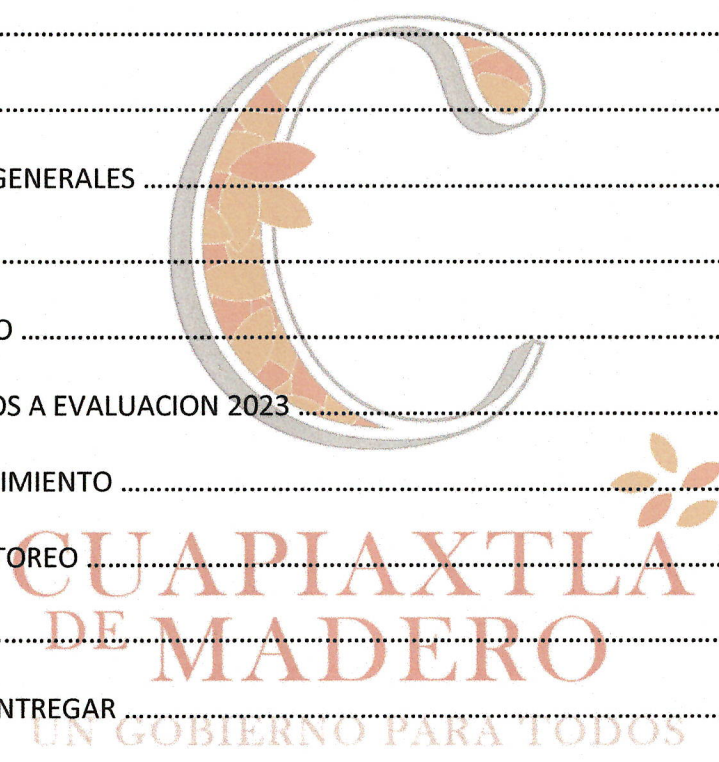 ................................................................
................................................................
GENERALES ................................................................
................................................................
O ................................................................
OS A EVALUACION 2023 ................................................................
IMIENTO ................................................................
TOREO ................................................................
CUAPIAXTLA
................................................................
DE MADERO
NTREGAR ................................................................
UN GOBIERNO PARA TODOS